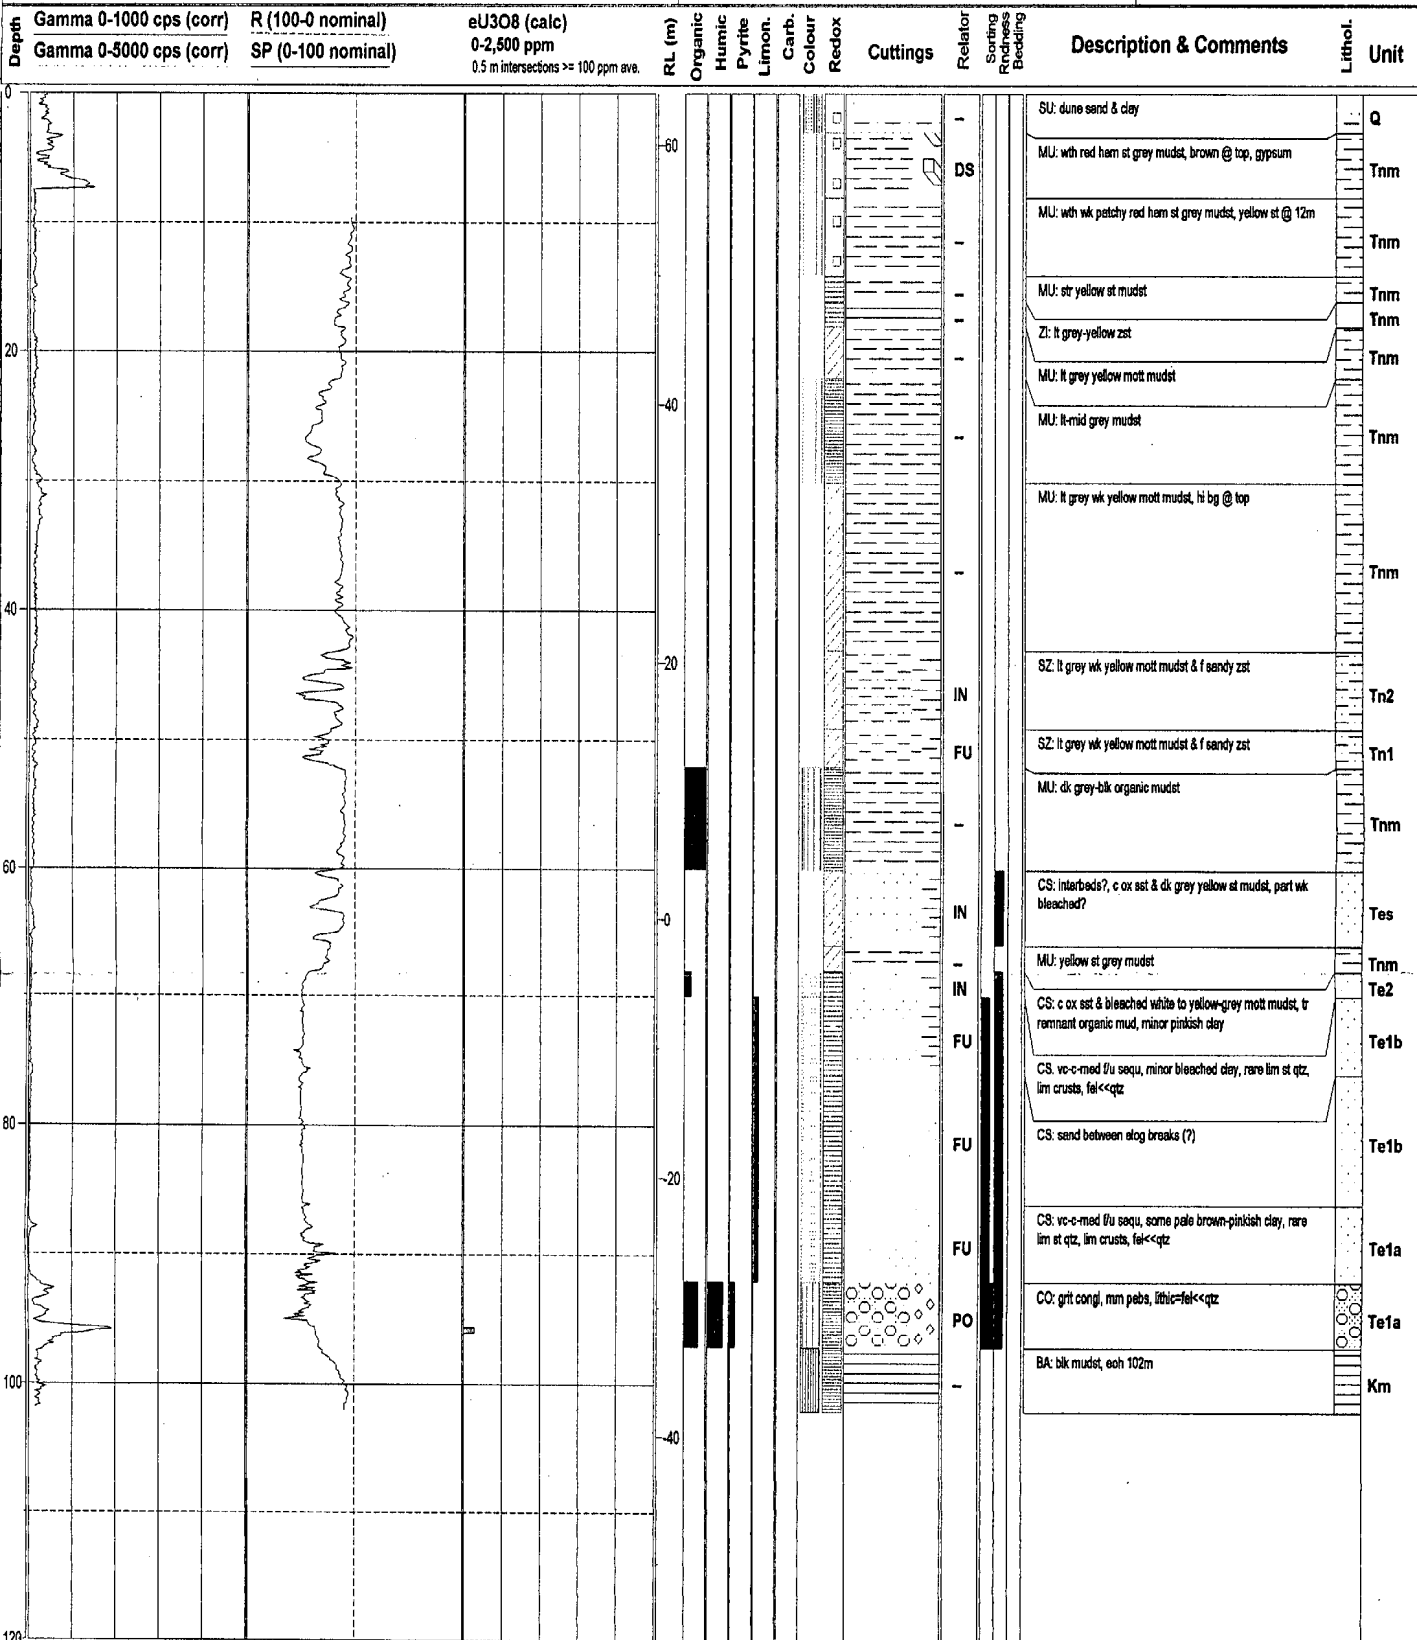 Depth
Gamma 0-1000 cps (corr)
R (100-0 nominal)
eU3O8 (calc)
Gamma 0-5000 cps (corr)
SP (0-100 nominal)
0-2,500 ppm
0.5 m intersections >= 100 ppm ave.
RL (m)
Organic
Humic
Pyrite
Limon.
Carb.
Colour
Redox
Cuttings
Relator
Sorting
Rndness
Bedding
Description & Comments
Lithol.
Unit
0
20
40
60
80
100
120
60
40
20
0
-20
-40
-
SU: dune sand & clay
Q
DS
MU: wth red hem st grey mudst, brown @ top, gypsum
Tnm
-
MU: wth wk patchy red hem st grey mudst, yellow st @ 12m
Tnm
-
MU: str yellow st mudst
Tnm
-
ZI: lt grey-yellow zst
Tnm
-
MU: lt grey yellow mott mudst
Tnm
-
MU: lt-mid grey mudst
Tnm
-
MU: lt grey wk yellow mott mudst, hi bg @ top
Tnm
IN
SZ: lt grey wk yellow mott mudst & f sandy zst
Tn2
FU
SZ: lt grey wk yellow mott mudst & f sandy zst
Tn1
-
MU: dk grey-blk organic mudst
Tnm
IN
CS: interbeds?, c ox sst & dk grey yellow st mudst, part wk
bleached?
Tes
-
MU: yellow st grey mudst
Tnm
IN
CS: c ox sst & bleached white to yellow-grey mott mudst, tr
remnant organic mud, minor pinkish clay
Te2
FU
CS. vc-c-med f/u sequ, minor bleached clay, rare lim st qtz,
lim crusts, fel<<qtz
Te1b
FU
CS: sand between elog breaks (?)
Te1b
FU
CS: vc-c-med f/u sequ, some pale brown-pinkish clay, rare
lim st qtz, lim crusts, fel<<qtz
Te1a
PO
CO: grit congl, mm pebs, lithic=fel<<qtz
Te1a
-
BA: blk mudst, eoh 102m
Km